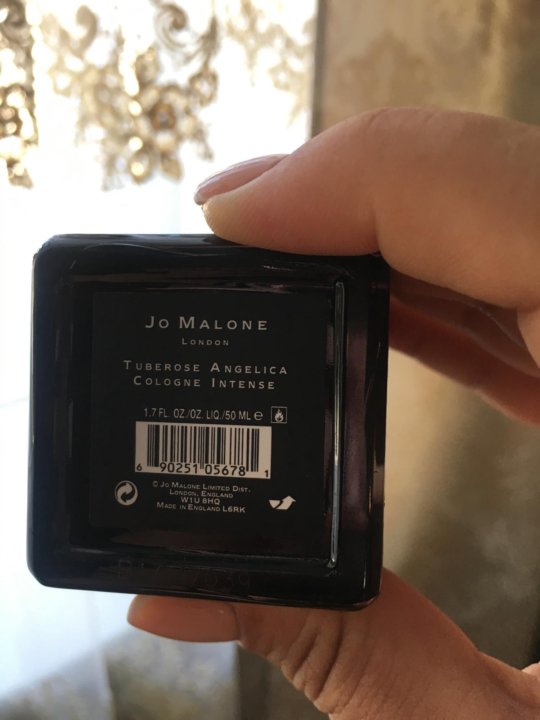 Jo Malone
London
Tuberose Angelica
Cologne Intense
1.7 FL. OZ/OZ. LIQ./50 ML ℮
6 90251 05678 1
© Jo Malone Limited Dist.
London, England
W1U 8HQ
Made in England L6RK